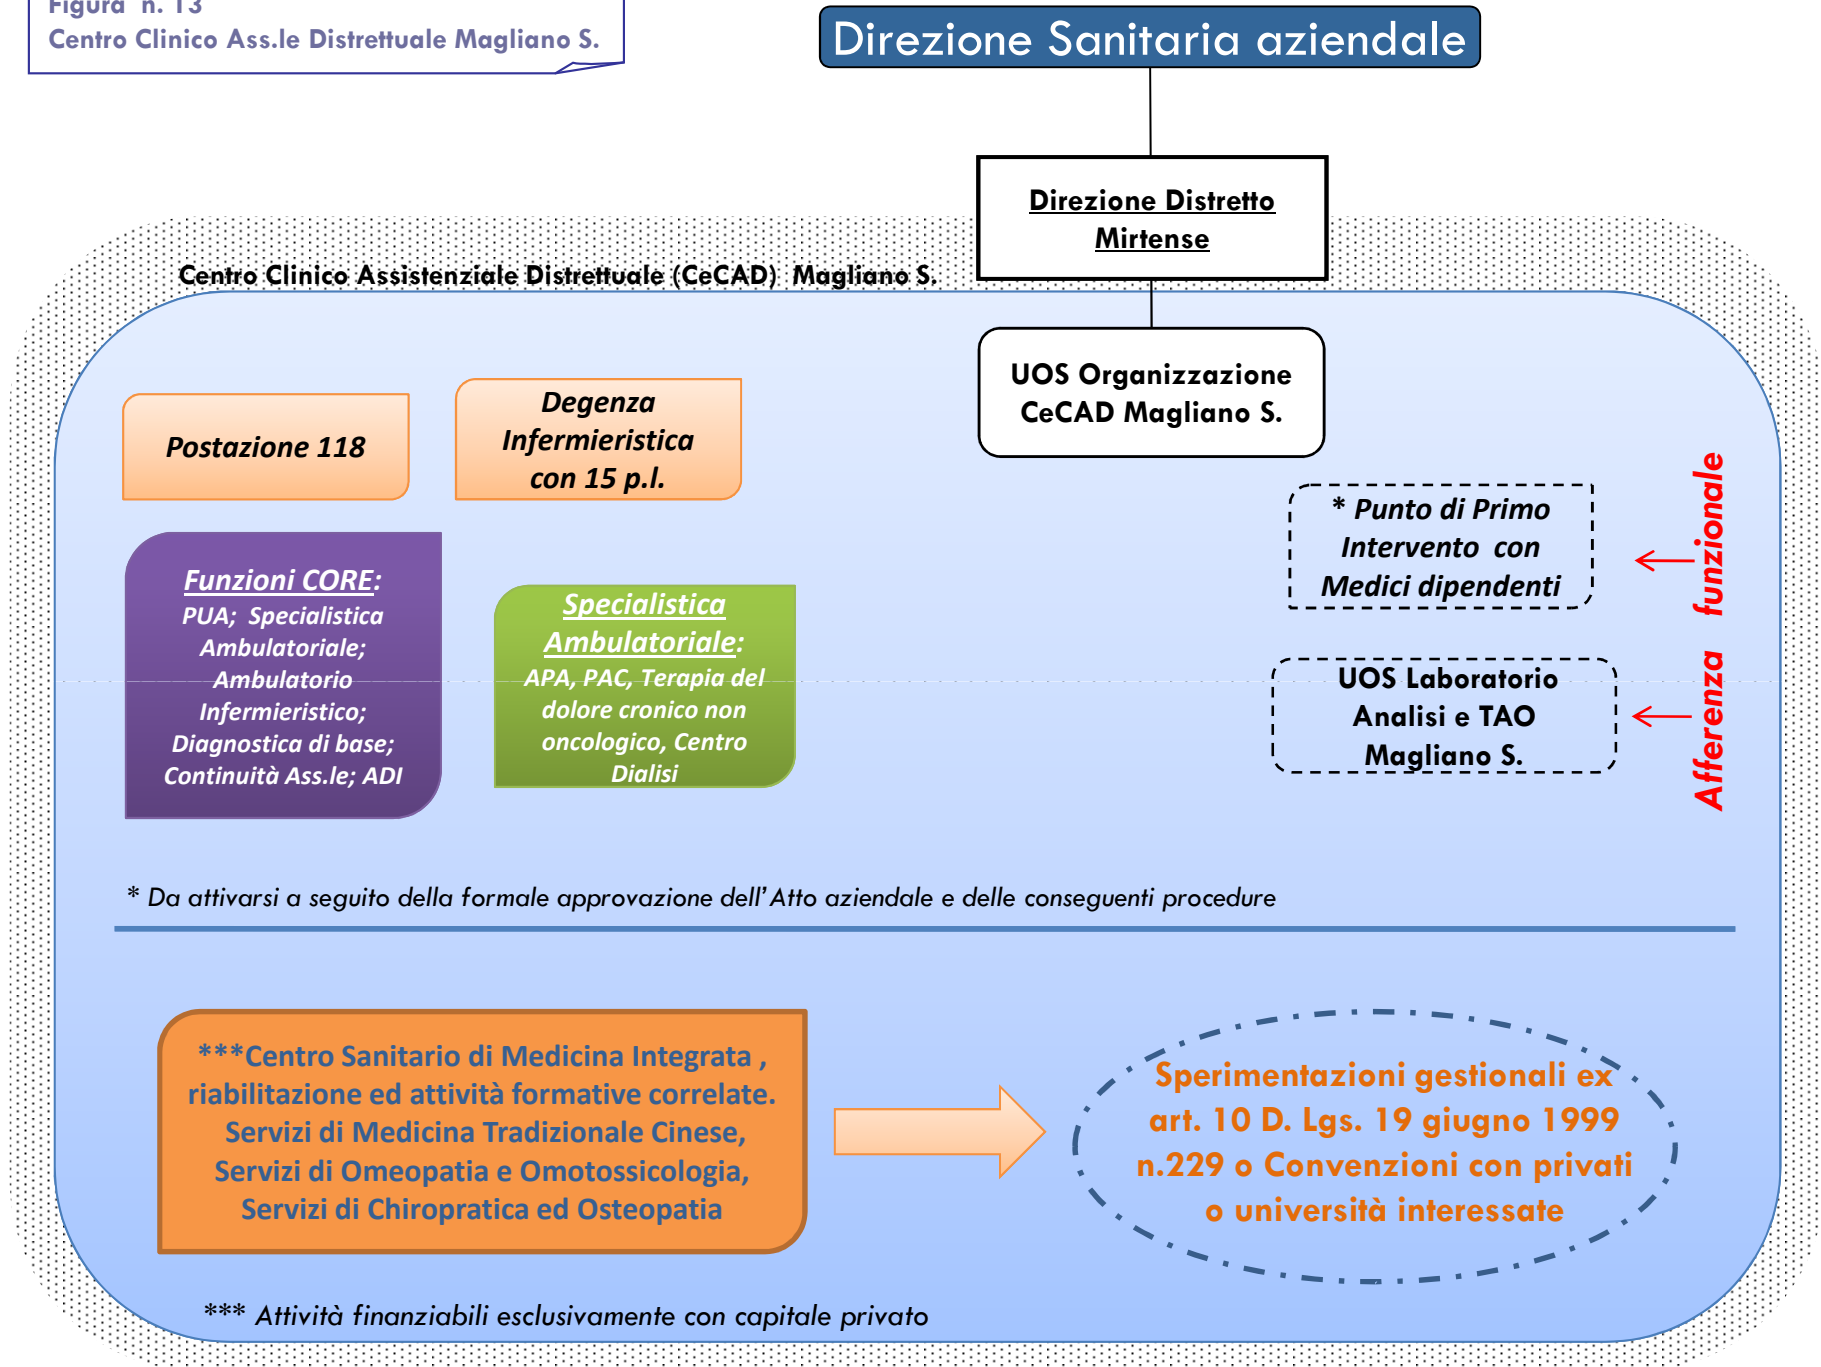 Figura n. 13
Centro Clinico Ass.le Distrettuale Magliano S.
Direzione Sanitaria aziendale
Direzione Distretto
Mirtense
Centro Clinico Assistenziale Distrettuale (CeCAD) Magliano S.
UOS Organizzazione
CeCAD Magliano S.
Postazione 118
Degenza
Infermieristica
con 15 p.l.
* Punto di Primo
Intervento con
Medici dipendenti
Afferenza funzionale
Funzioni CORE:
PUA; Specialistica
Ambulatoriale;
Ambulatorio
Infermieristico;
Diagnostica di base;
Continuità Ass.le; ADI
Specialistica
Ambulatoriale:
APA, PAC, Terapia del
dolore cronico non
oncologico, Centro
Dialisi
UOS Laboratorio
Analisi e TAO
Magliano S.
* Da attivarsi a seguito della formale approvazione dell'Atto aziendale e delle conseguenti procedure
***Centro Sanitario di Medicina Integrata ,
riabilitazione ed attività formative correlate.
Servizi di Medicina Tradizionale Cinese,
Servizi di Omeopatia e Omotossicologia,
Servizi di Chiropratica ed Osteopatia
Sperimentazioni gestionali ex
art. 10 D. Lgs. 19 giugno 1999
n.229 o Convenzioni con privati
o università interessate
*** Attività finanziabili esclusivamente con capitale privato